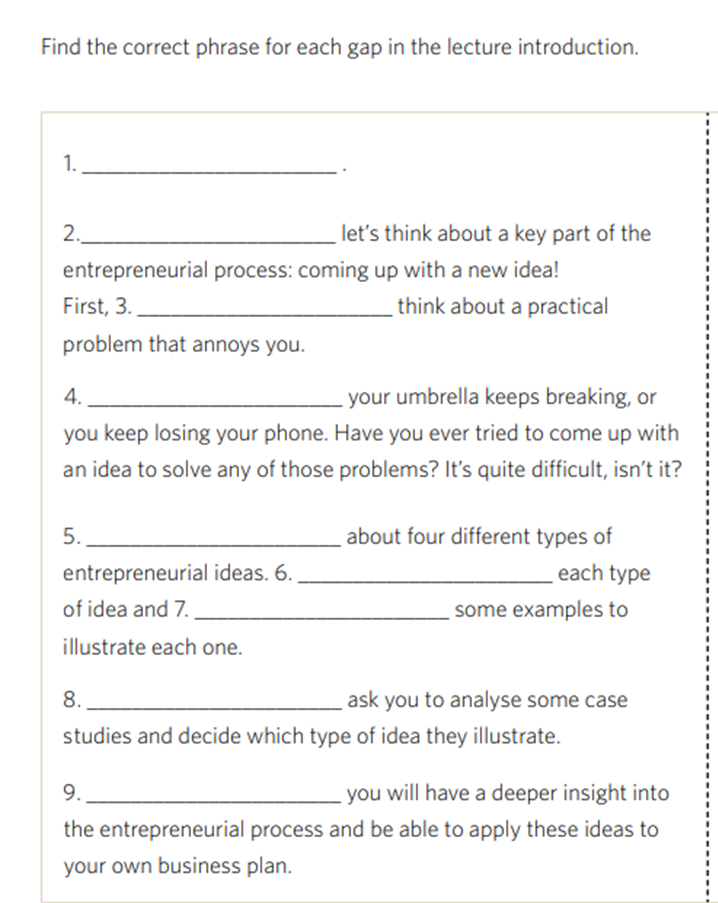 Find the correct phrase for each gap in the lecture introduction.
1. ______________________ .
2.______________________ let's think about a key part of the
entrepreneurial process: coming up with a new idea!
First, 3. ______________________ think about a practical
problem that annoys you.
4. ______________________ your umbrella keeps breaking, or
you keep losing your phone. Have you ever tried to come up with
an idea to solve any of those problems? It's quite difficult, isn't it?
5. ______________________ about four different types of
entrepreneurial ideas. 6. ______________________ each type
of idea and 7. ______________________ some examples to
illustrate each one.
8. ______________________ ask you to analyse some case
studies and decide which type of idea they illustrate.
9. ______________________ you will have a deeper insight into
the entrepreneurial process and be able to apply these ideas to
your own business plan.